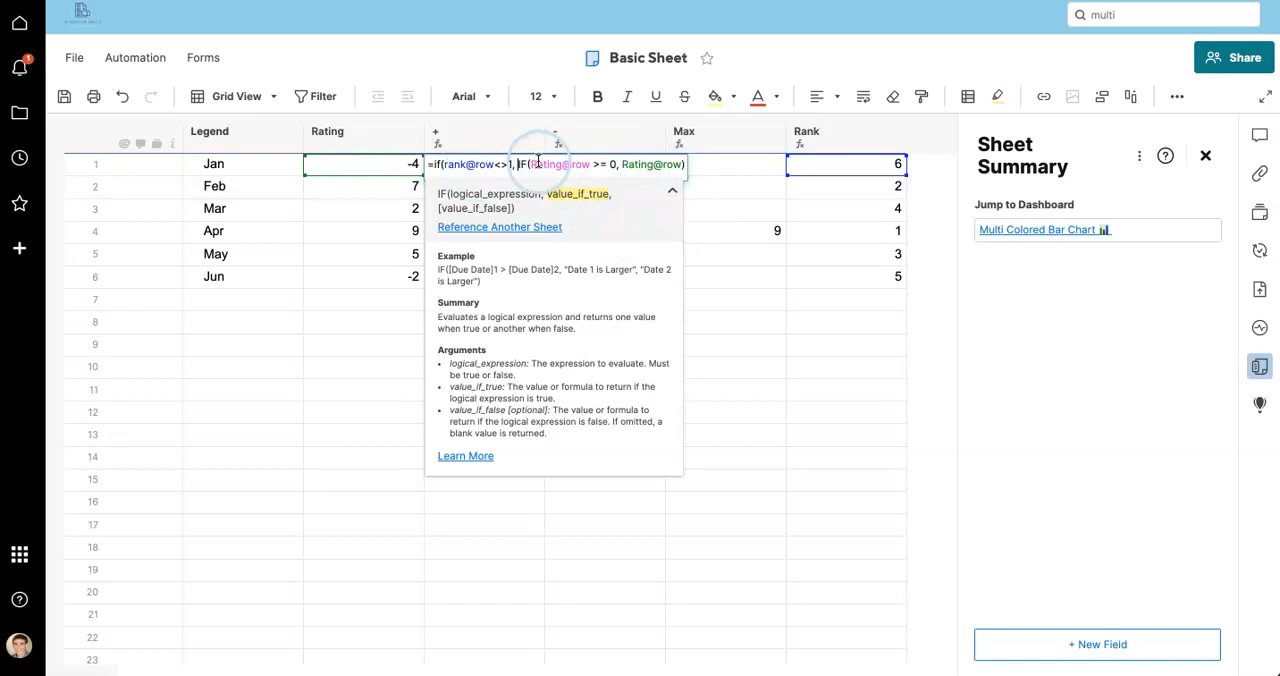 multi
1
File Automation Forms
Basic Sheet
Share
Grid View
Filter
Arial
12
B I U S A
Legend Rating + - Max Rank
fx fx fx fx
1 Jan -4 =if(rank@row<>1, IF(Rating@row >= 0, Rating@row) 6
2 Feb 7 2
3 Mar 2 4
4 Apr 9 9 1
5 May 5 3
6 Jun -2 5
7
8
9
10
11
12
13
14
15
16
17
18
19
20
21
22
23
IF(logical_expression, value_if_true,
[value_if_false])
Reference Another Sheet
Example
IF([Due Date]1 > [Due Date]2, "Date 1 is Larger", "Date 2
is Larger")
Summary
Evaluates a logical expression and returns one value
when true or another when false.
Arguments
• logical_expression: The expression to evaluate. Must
be true or false.
• value_if_true: The value or formula to return if the
logical expression is true.
• value_if_false [optional]: The value or formula to
return if the logical expression is false. If omitted, a
blank value is returned.
Learn More
Sheet
Summary
Jump to Dashboard
Multi Colored Bar Chart
+ New Field